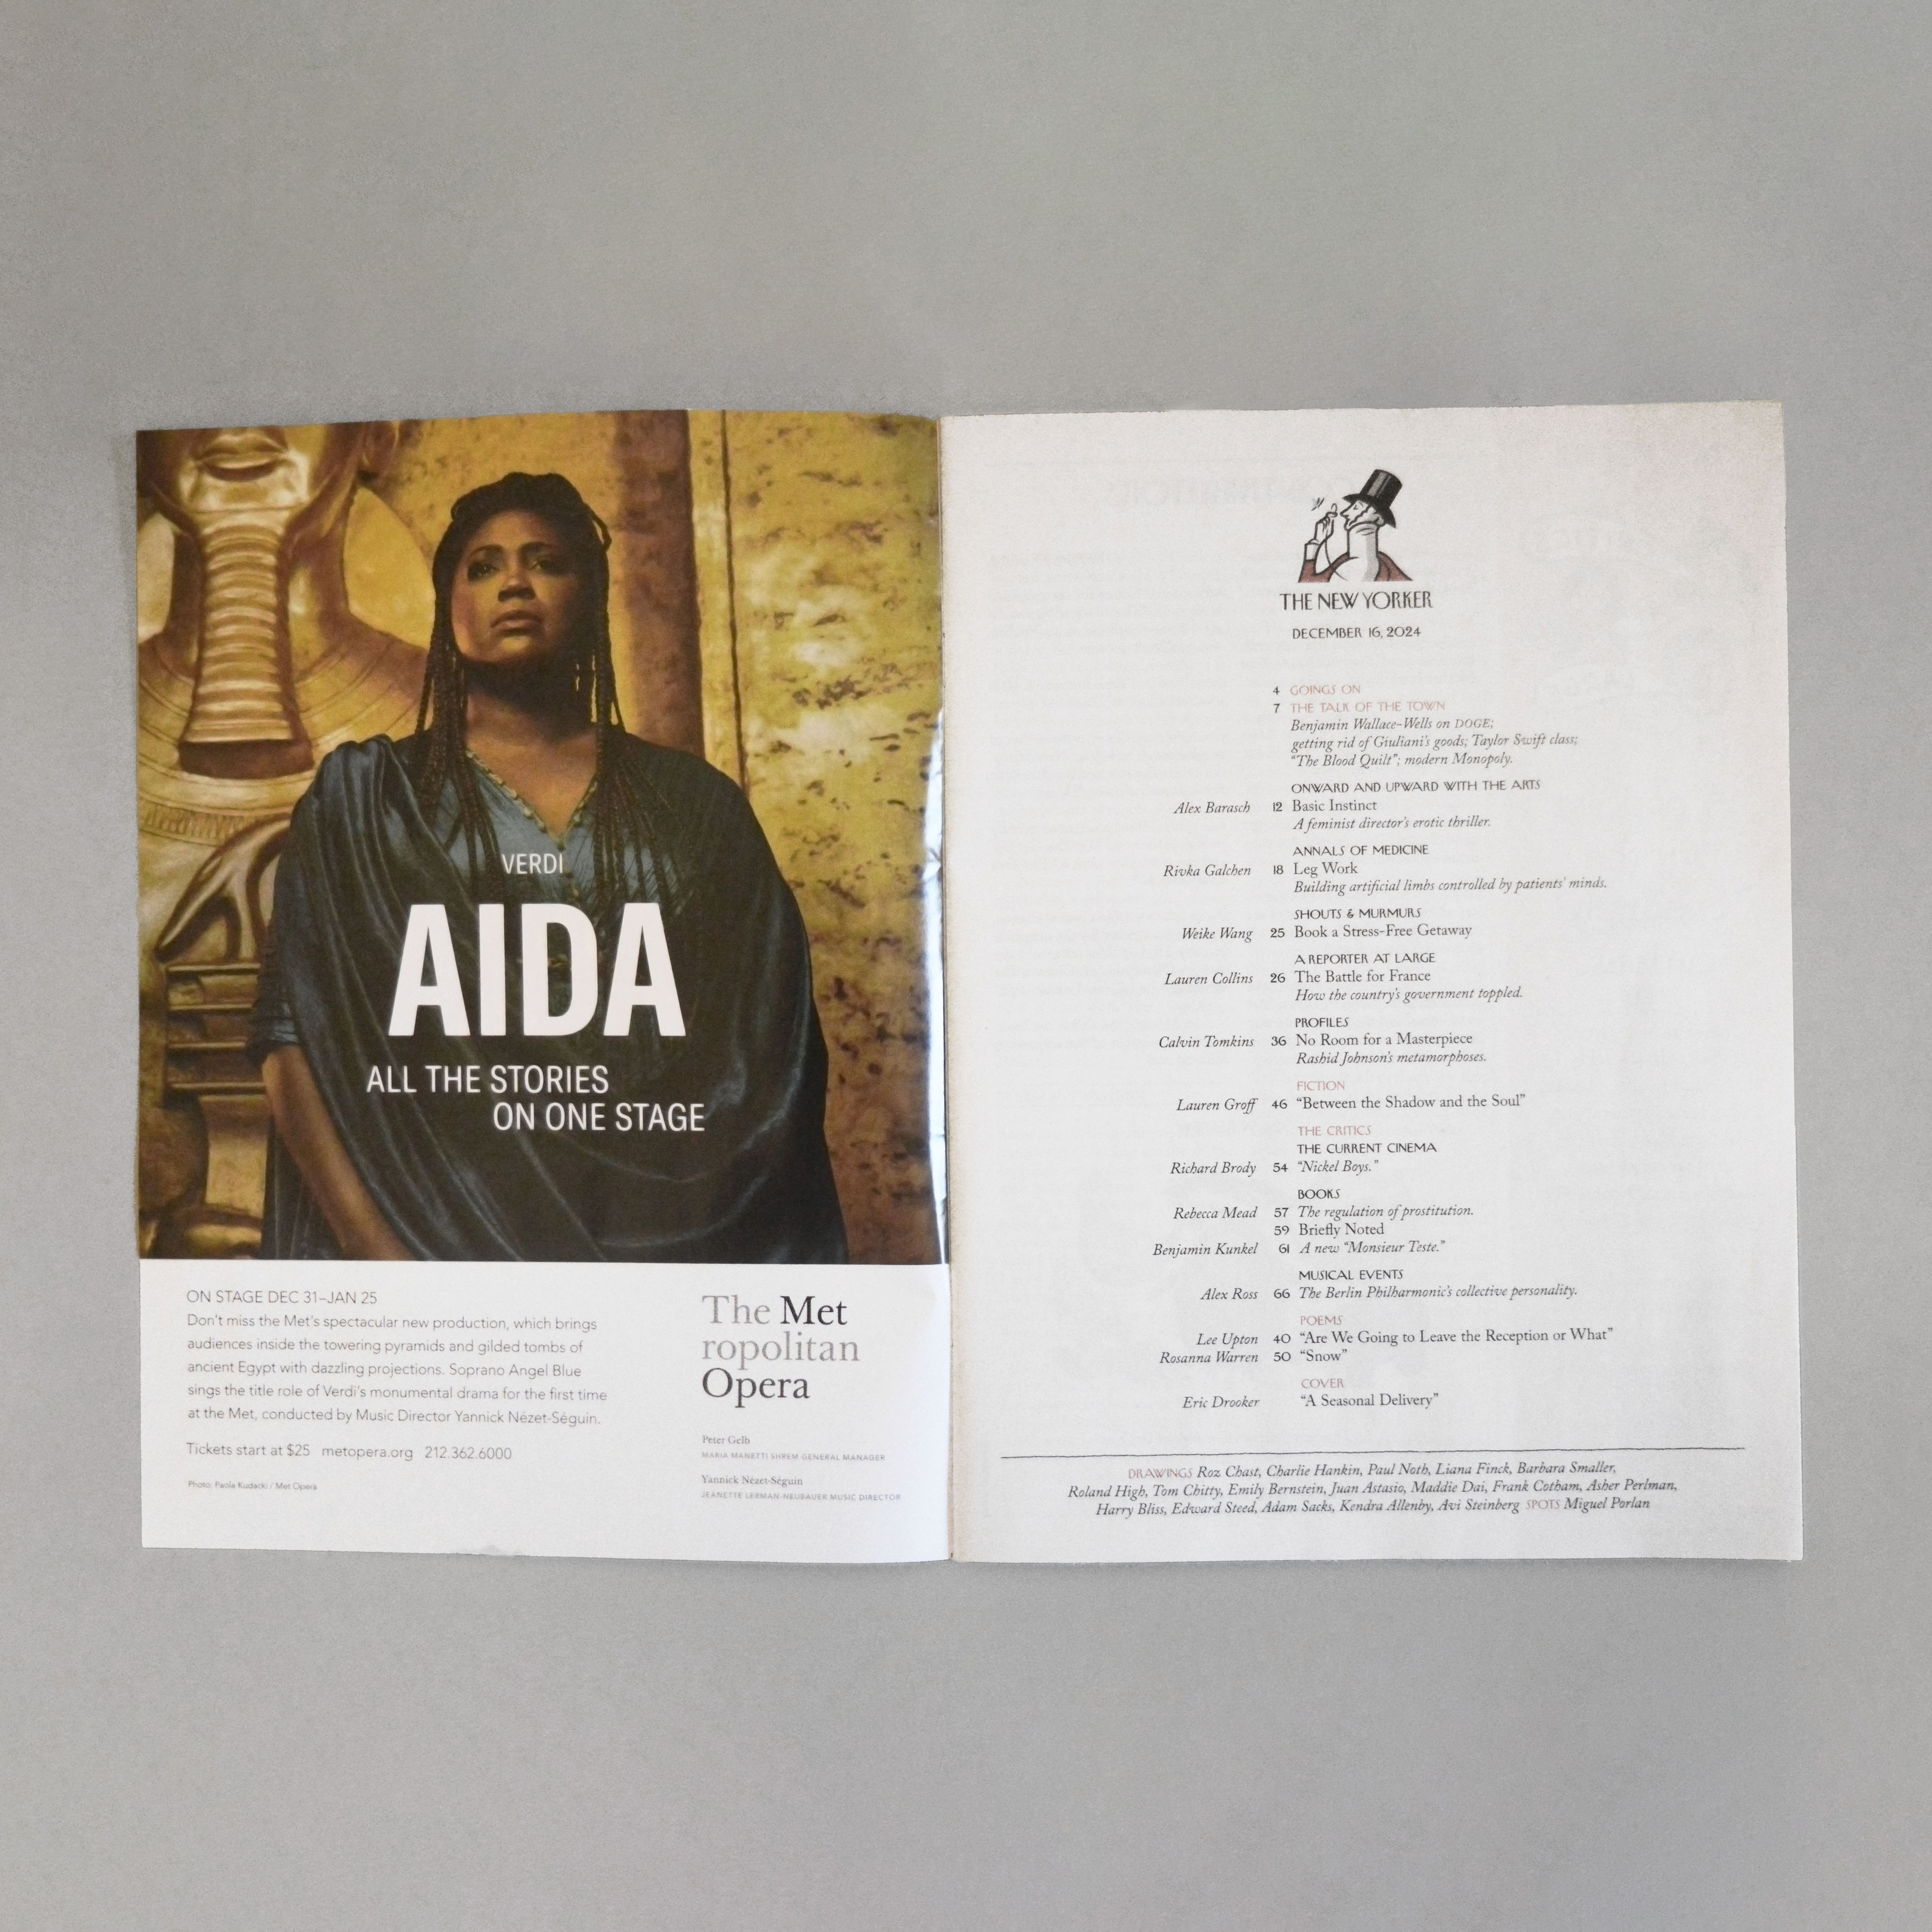 VERDI
AIDA
ALL THE STORIES
ON ONE STAGE
ON STAGE DEC 31–JAN 25
Don't miss the Met's spectacular new production, which brings
audiences inside the towering pyramids and gilded tombs of
ancient Egypt with dazzling projections. Soprano Angel Blue
sings the title role of Verdi's monumental drama for the first time
at the Met, conducted by Music Director Yannick Nézet-Séguin.
Tickets start at $25 metopera.org 212.362.6000
Photo: Paola Kudacki / Met Opera
The Met
ropolitan
Opera
Peter Gelb
MARIA MANETTI SHREM GENERAL MANAGER
Yannick Nézet-Séguin
JEANETTE LERMAN-NEUBAUER MUSIC DIRECTOR
THE NEW YORKER
DECEMBER 16, 2024
4 GOINGS ON
7 THE TALK OF THE TOWN
Benjamin Wallace-Wells on DOGE;
getting rid of Giuliani's goods; Taylor Swift class;
“The Blood Quilt”; modern Monopoly.
ONWARD AND UPWARD WITH THE ARTS
Alex Barasch 12 Basic Instinct
A feminist director's erotic thriller.
ANNALS OF MEDICINE
Rivka Galchen 18 Leg Work
Building artificial limbs controlled by patients' minds.
SHOUTS & MURMURS
Weike Wang 25 Book a Stress-Free Getaway
A REPORTER AT LARGE
Lauren Collins 26 The Battle for France
How the country's government toppled.
PROFILES
Calvin Tomkins 36 No Room for a Masterpiece
Rashid Johnson's metamorphoses.
FICTION
Lauren Groff 46 “Between the Shadow and the Soul”
THE CRITICS
THE CURRENT CINEMA
Richard Brody 54 “Nickel Boys.”
BOOKS
Rebecca Mead 57 The regulation of prostitution.
59 Briefly Noted
Benjamin Kunkel 61 A new “Monsieur Teste.”
MUSICAL EVENTS
Alex Ross 66 The Berlin Philharmonic's collective personality.
POEMS
Lee Upton 40 “Are We Going to Leave the Reception or What”
Rosanna Warren 50 “Snow”
COVER
Eric Drooker “A Seasonal Delivery”
DRAWINGS Roz Chast, Charlie Hankin, Paul Noth, Liana Finck, Barbara Smaller,
Roland High, Tom Chitty, Emily Bernstein, Juan Astasio, Maddie Dai, Frank Cotham, Asher Perlman,
Harry Bliss, Edward Steed, Adam Sacks, Kendra Allenby, Avi Steinberg SPOTS Miguel Porlan